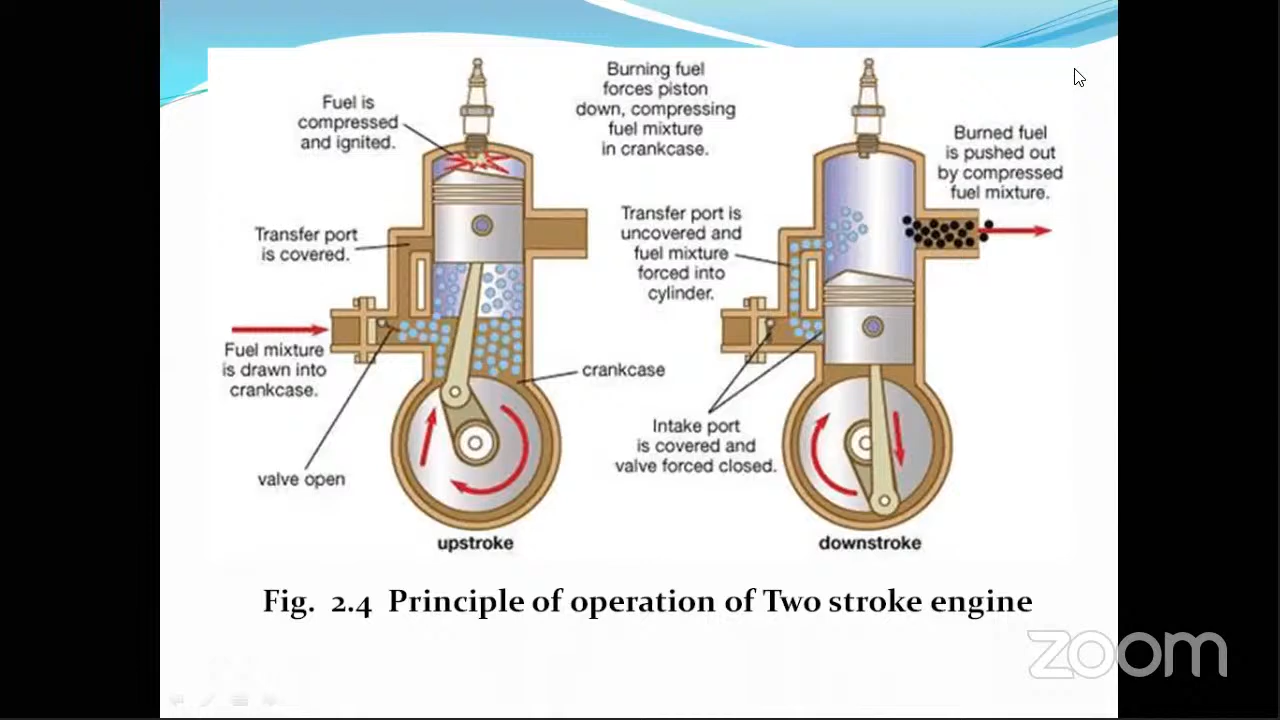 Fuel is
compressed
and ignited.
Burning fuel
forces piston
down, compressing
fuel mixture
in crankcase.
Burned fuel
is pushed out
by compressed
fuel mixture.
Transfer port
is covered.
Transfer port is
uncovered and
fuel mixture
forced into
cylinder.
Fuel mixture
is drawn into
crankcase.
crankcase
valve open
Intake port
is covered and
valve forced closed.
upstroke
downstroke
Fig. 2.4 Principle of operation of Two stroke engine
zoom